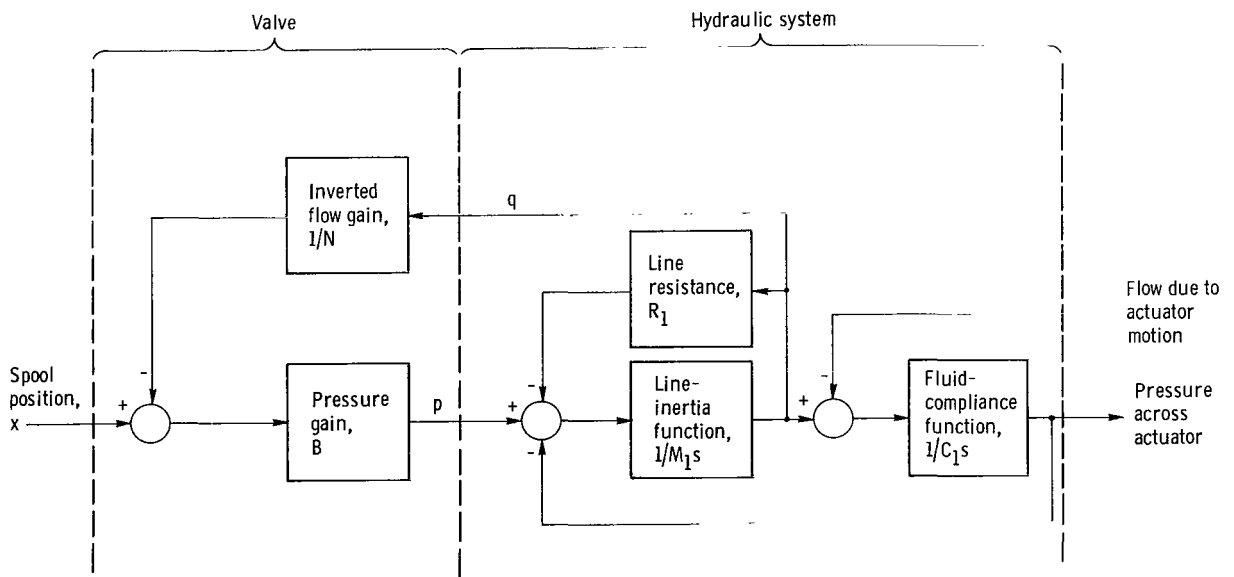 Valve
Hydraulic system
Inverted
flow gain,
1/N
q
Line
resistance,
R1
Flow due to
actuator
motion
Spool
position,
x
+
-
Pressure
gain,
B
p
+
-
-
Line-
inertia
function,
1/M1s
+
-
Fluid-
compliance
function,
1/C1s
Pressure
across
actuator